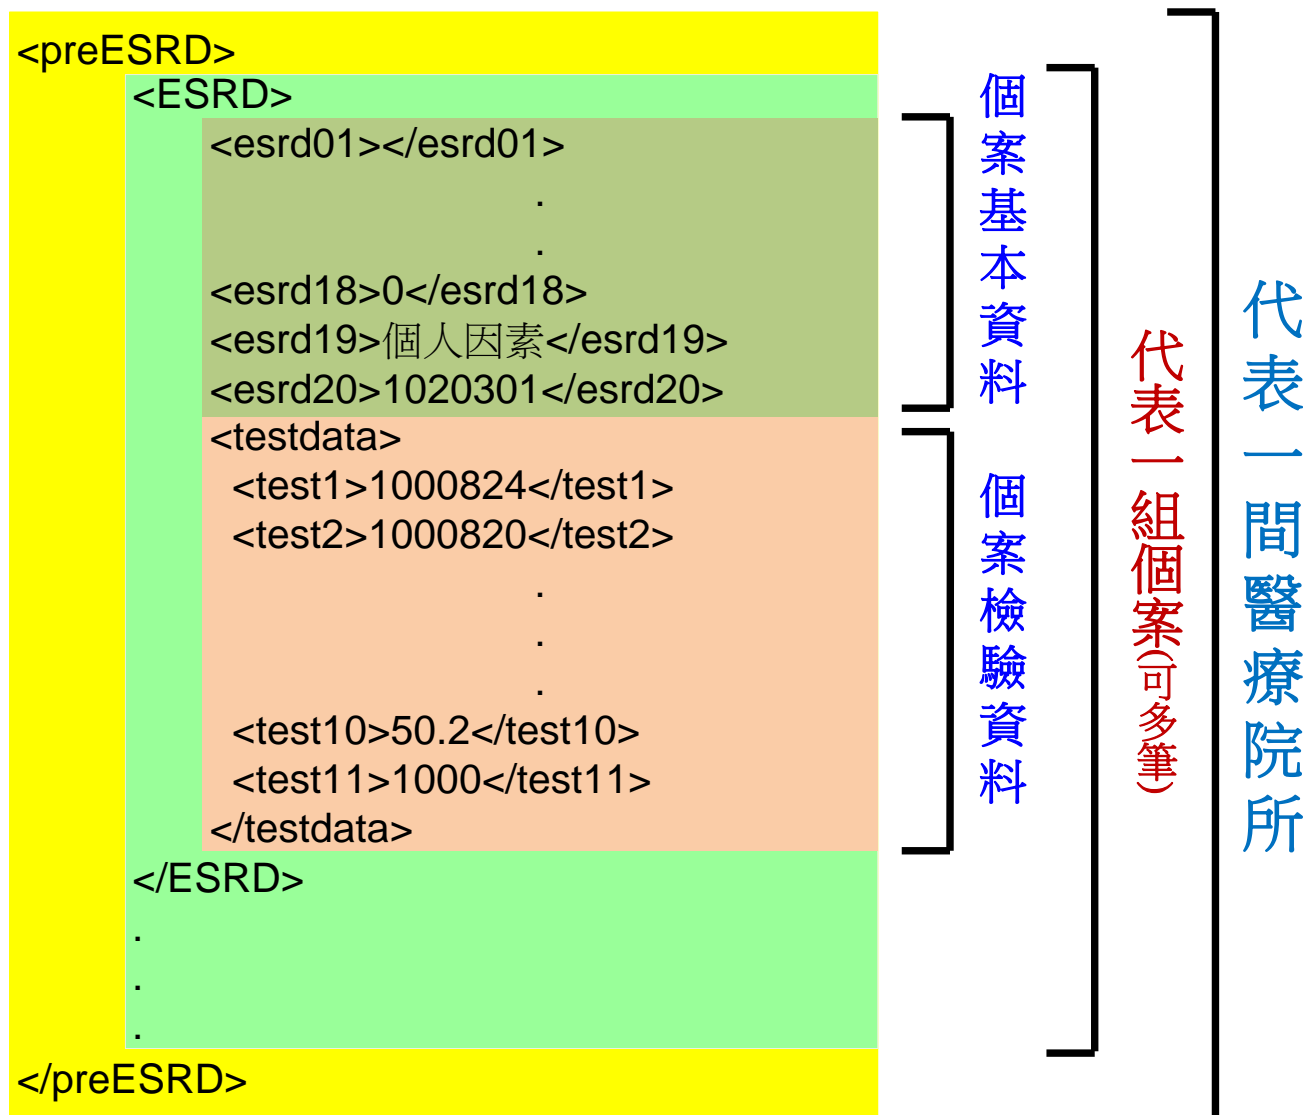 <preESRD>
<ESRD>
<esrd01></esrd01>
.
.
<esrd18>0</esrd18>
<esrd19>個人因素</esrd19>
<esrd20>1020301</esrd20>
<testdata>
<test1>1000824</test1>
<test2>1000820</test2>
.
.
.
<test10>50.2</test10>
<test11>1000</test11>
</testdata>
</ESRD>
.
.
.
</preESRD>
個案基本資料
個案檢驗資料
代表一組個案(可多筆)
代表一間醫療院所